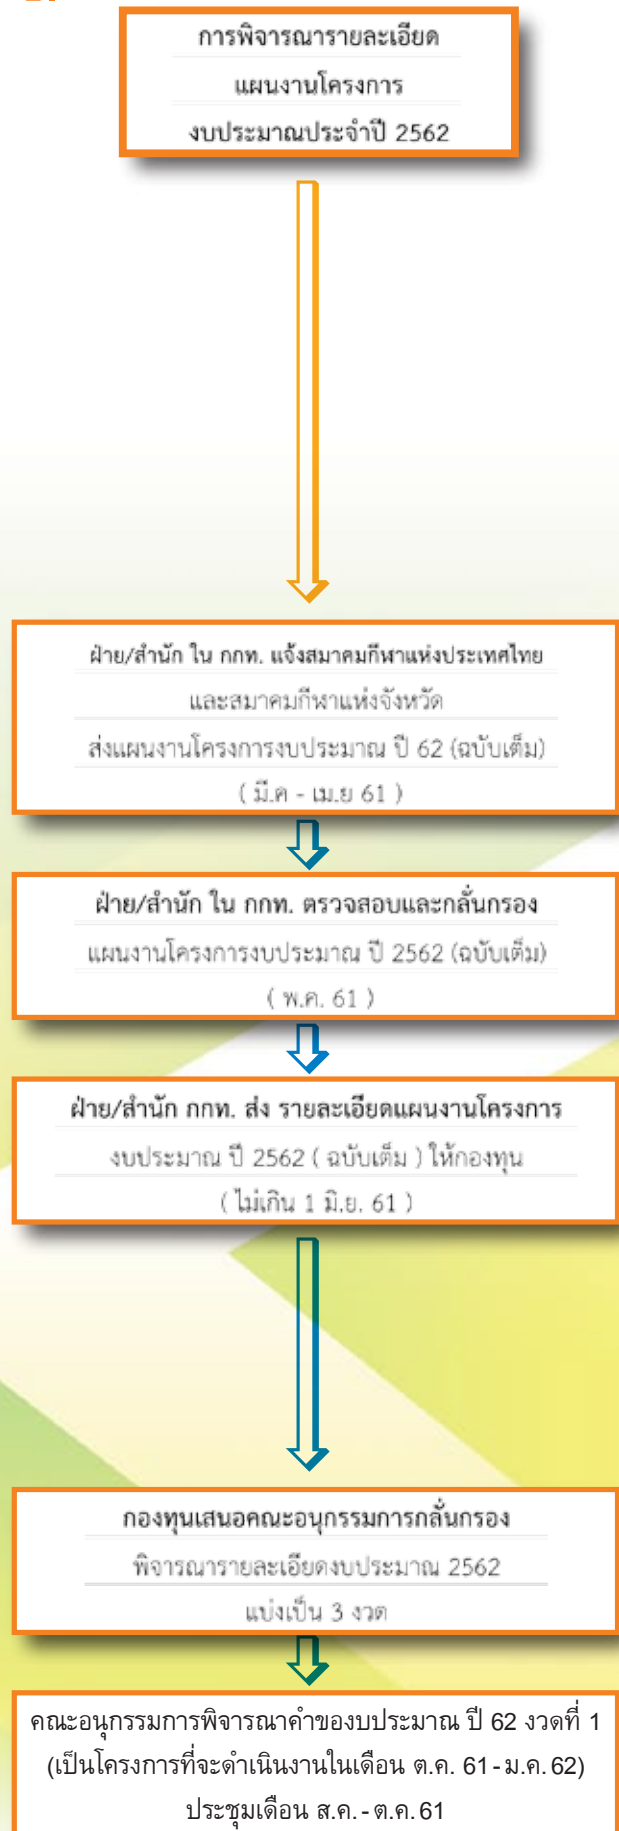 การพิจารณารายละเอียด
แผนงานโครงการ
งบประมาณประจำปี 2562
ฝ่าย/สำนัก ใน กกท. แจ้งสมาคมกีฬาแห่งประเทศไทย
และสมาคมกีฬาแห่งจังหวัด
ส่งแผนงานโครงการงบประมาณ ปี 62 (ฉบับเต็ม)
( มี.ค - เม.ย 61 )
ฝ่าย/สำนัก ใน กกท. ตรวจสอบและกลั่นกรอง
แผนงานโครงการงบประมาณ ปี 2562 (ฉบับเต็ม)
( พ.ค. 61 )
ฝ่าย/สำนัก กกท. ส่ง รายละเอียดแผนงานโครงการ
งบประมาณ ปี 2562 ( ฉบับเต็ม ) ให้กองทุน
( ไม่เกิน 1 มิ.ย. 61 )
กองทุนเสนอคณะอนุกรรมการกลั่นกรอง
พิจารณารายละเอียดงบประมาณ 2562
แบ่งเป็น 3 งวด
คณะอนุกรรมการพิจารณาคำของบประมาณ ปี 62 งวดที่ 1
(เป็นโครงการที่จะดำเนินงานในเดือน ต.ค. 61 - ม.ค. 62)
ประชุมเดือน ส.ค. - ต.ค. 61